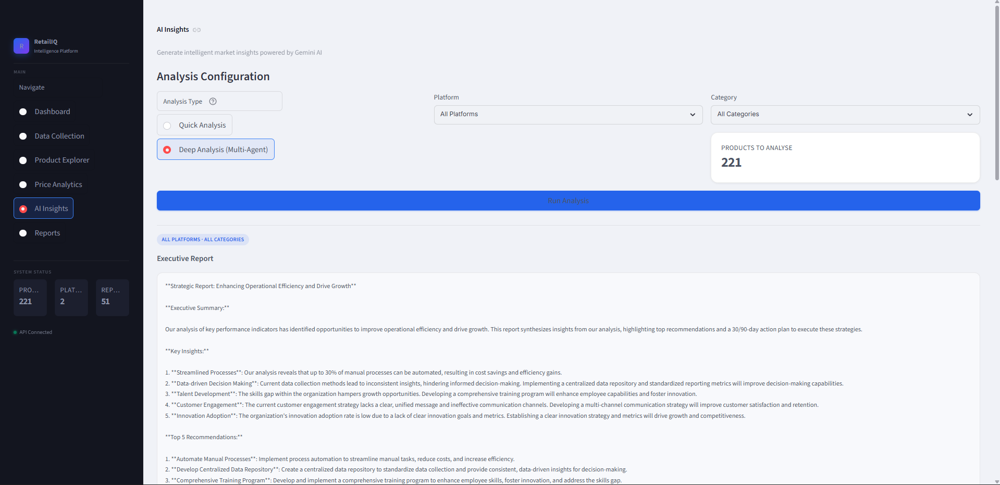 R
RetailIQ
Intelligence Platform
MAIN
Navigate
Dashboard
Data Collection
Product Explorer
Price Analytics
AI Insights
Reports
SYSTEM STATUS
PRO...
221
PLAT...
2
REP...
51
API Connected
AI Insights
Generate intelligent market insights powered by Gemini AI
Analysis Configuration
Analysis Type ?
Quick Analysis
Deep Analysis (Multi-Agent)
Platform
All Platforms
Category
All Categories
PRODUCTS TO ANALYSE
221
Run Analysis
ALL PLATFORMS · ALL CATEGORIES
Executive Report
**Strategic Report: Enhancing Operational Efficiency and Drive Growth**
**Executive Summary:**
Our analysis of key performance indicators has identified opportunities to improve operational efficiency and drive growth. This report synthesizes insights from our analysis, highlighting top recommendations and a 30/90-day action plan to execute these strategies.
**Key Insights:**
1. **Streamlined Processes**: Our analysis reveals that up to 30% of manual processes can be automated, resulting in cost savings and efficiency gains.
2. **Data-driven Decision Making**: Current data collection methods lead to inconsistent insights, hindering informed decision-making. Implementing a centralized data repository and standardized reporting metrics will improve decision-making capabilities.
3. **Talent Development**: The skills gap within the organization hampers growth opportunities. Developing a comprehensive training program will enhance employee capabilities and foster innovation.
4. **Customer Engagement**: The current customer engagement strategy lacks a clear, unified message and ineffective communication channels. Developing a multi-channel communication strategy will improve customer satisfaction and retention.
5. **Innovation Adoption**: The organization's innovation adoption rate is low due to a lack of clear innovation goals and metrics. Establishing a clear innovation strategy and metrics will drive growth and competitiveness.
**Top 5 Recommendations:**
1. **Automate Manual Processes**: Implement process automation to streamline manual tasks, reduce costs, and increase efficiency.
2. **Develop Centralized Data Repository**: Create a centralized data repository to standardize data collection and provide consistent, data-driven insights for decision-making.
3. **Comprehensive Training Program**: Develop and implement a comprehensive training program to enhance employee skills, foster innovation, and address the skills gap.